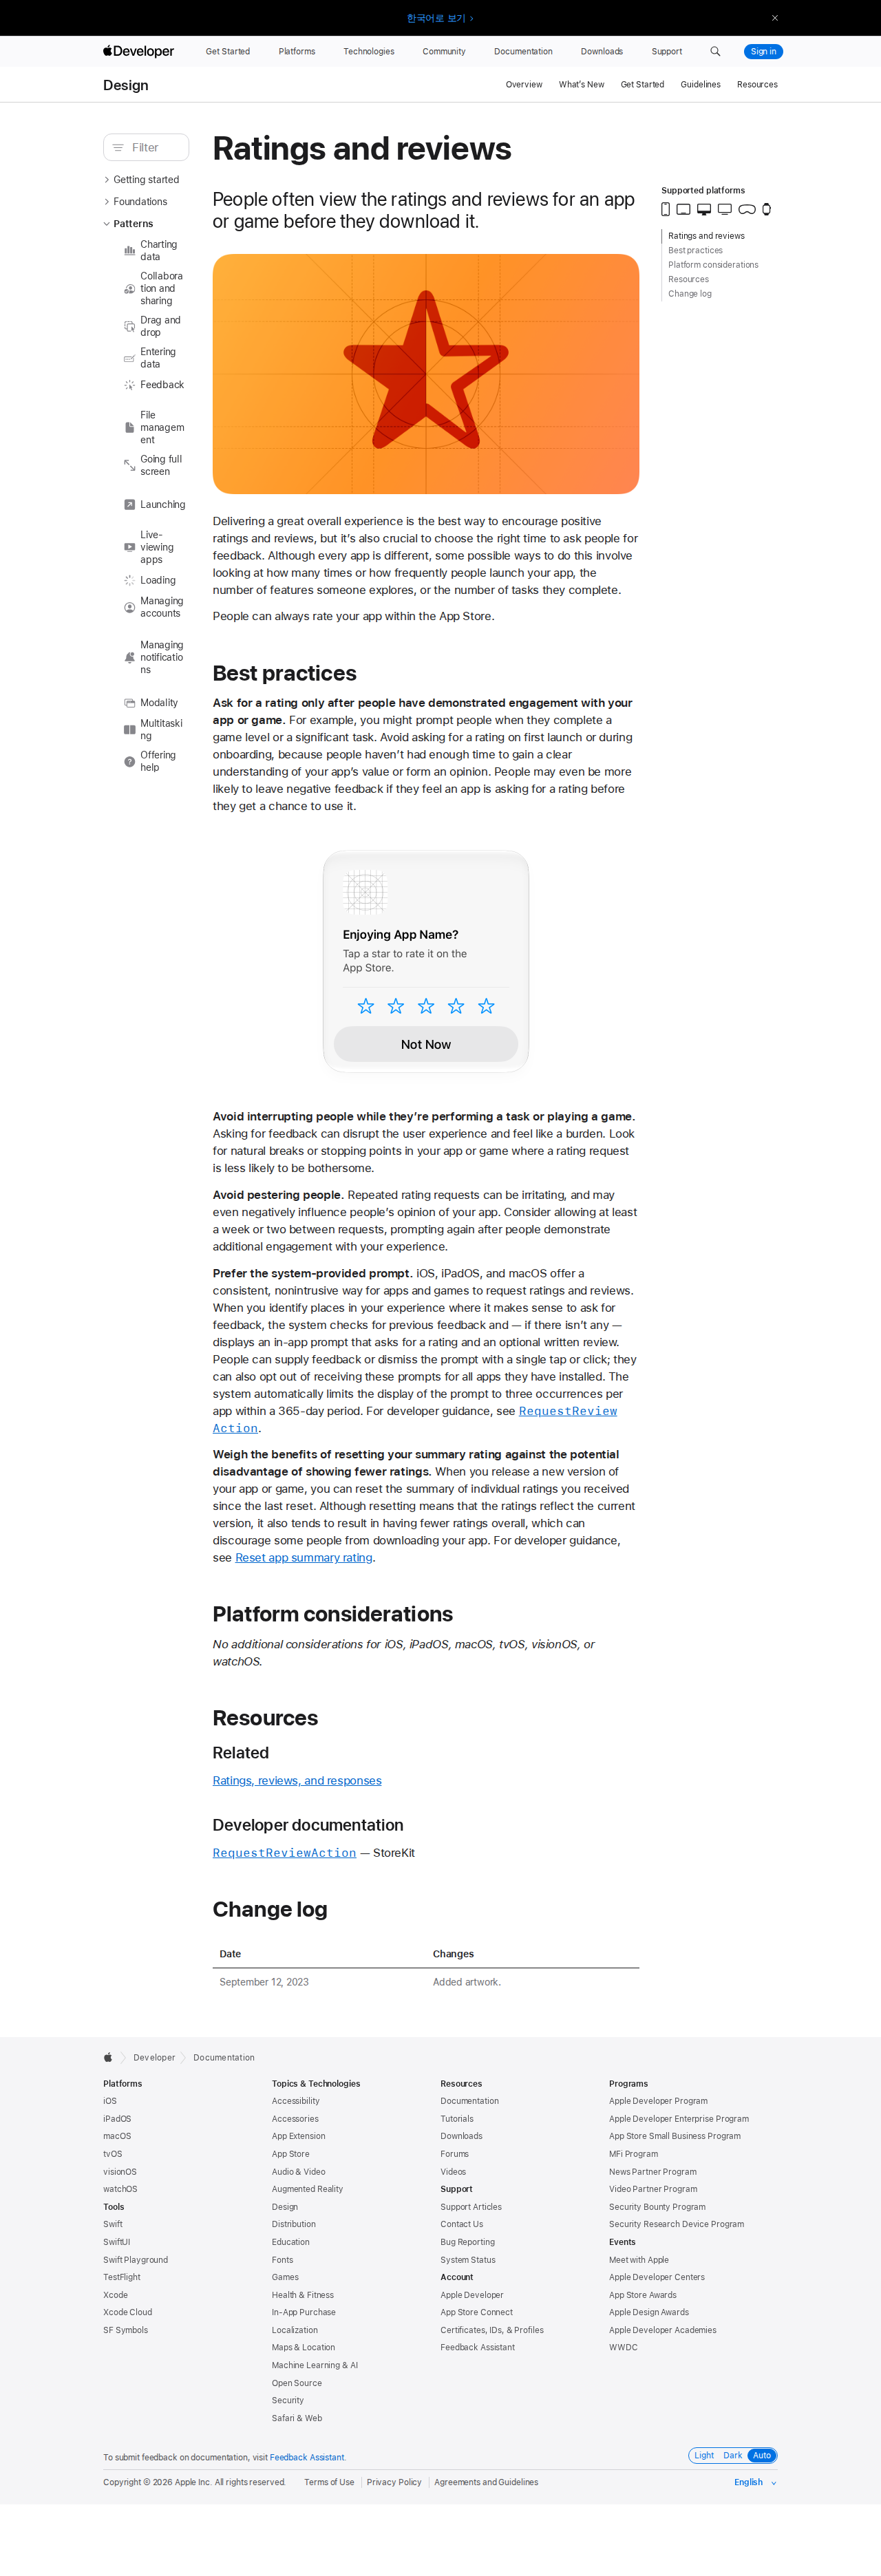 한국어로 보기
Developer
Get Started
Platforms
Technologies
Community
Documentation
Downloads
Support
Sign in
Design
Overview
What's New
Get Started
Guidelines
Resources
Filter
Getting started
Foundations
Patterns
Charting
data
Collabora
tion and
sharing
Drag and
drop
Entering
data
Feedback
File
managem
ent
Going full
screen
Launching
Live-
viewing
apps
Loading
Managing
accounts
Managing
notificatio
ns
Modality
Multitaski
ng
Offering
help
Ratings and reviews
People often view the ratings and reviews for an app
or game before they download it.
Supported platforms
Ratings and reviews
Best practices
Platform considerations
Resources
Change log
Delivering a great overall experience is the best way to encourage positive
ratings and reviews, but it's also crucial to choose the right time to ask people for
feedback. Although every app is different, some possible ways to do this involve
looking at how many times or how frequently people launch your app, the
number of features someone explores, or the number of tasks they complete.
People can always rate your app within the App Store.
Best practices
Ask for a rating only after people have demonstrated engagement with your
app or game. For example, you might prompt people when they complete a
game level or a significant task. Avoid asking for a rating on first launch or during
onboarding, because people haven't had enough time to gain a clear
understanding of your app's value or form an opinion. People may even be more
likely to leave negative feedback if they feel an app is asking for a rating before
they get a chance to use it.
Enjoying App Name?
Tap a star to rate it on the
App Store.
Not Now
Avoid interrupting people while they're performing a task or playing a game.
Asking for feedback can disrupt the user experience and feel like a burden. Look
for natural breaks or stopping points in your app or game where a rating request
is less likely to be bothersome.
Avoid pestering people. Repeated rating requests can be irritating, and may
even negatively influence people's opinion of your app. Consider allowing at least
a week or two between requests, prompting again after people demonstrate
additional engagement with your experience.
Prefer the system-provided prompt. iOS, iPadOS, and macOS offer a
consistent, nonintrusive way for apps and games to request ratings and reviews.
When you identify places in your experience where it makes sense to ask for
feedback, the system checks for previous feedback and — if there isn't any —
displays an in-app prompt that asks for a rating and an optional written review.
People can supply feedback or dismiss the prompt with a single tap or click; they
can also opt out of receiving these prompts for all apps they have installed. The
system automatically limits the display of the prompt to three occurrences per
app within a 365-day period. For developer guidance, see RequestReview
Action.
Weigh the benefits of resetting your summary rating against the potential
disadvantage of showing fewer ratings. When you release a new version of
your app or game, you can reset the summary of individual ratings you received
since the last reset. Although resetting means that the ratings reflect the current
version, it also tends to result in having fewer ratings overall, which can
discourage some people from downloading your app. For developer guidance,
see Reset app summary rating.
Platform considerations
No additional considerations for iOS, iPadOS, macOS, tvOS, visionOS, or
watchOS.
Resources
Related
Ratings, reviews, and responses
Developer documentation
RequestReviewAction — StoreKit
Change log
Date
Changes
September 12, 2023
Added artwork.
Developer
Documentation
Platforms
iOS
iPadOS
macOS
tvOS
visionOS
watchOS
Tools
Swift
SwiftUI
Swift Playground
TestFlight
Xcode
Xcode Cloud
SF Symbols
Topics & Technologies
Accessibility
Accessories
App Extension
App Store
Audio & Video
Augmented Reality
Design
Distribution
Education
Fonts
Games
Health & Fitness
In-App Purchase
Localization
Maps & Location
Machine Learning & AI
Open Source
Security
Safari & Web
Resources
Documentation
Tutorials
Downloads
Forums
Videos
Support
Support Articles
Contact Us
Bug Reporting
System Status
Account
Apple Developer
App Store Connect
Certificates, IDs, & Profiles
Feedback Assistant
Programs
Apple Developer Program
Apple Developer Enterprise Program
App Store Small Business Program
MFi Program
News Partner Program
Video Partner Program
Security Bounty Program
Security Research Device Program
Events
Meet with Apple
Apple Developer Centers
App Store Awards
Apple Design Awards
Apple Developer Academies
WWDC
To submit feedback on documentation, visit Feedback Assistant.
Light
Dark
Auto
Copyright © 2026 Apple Inc. All rights reserved.
Terms of Use
Privacy Policy
Agreements and Guidelines
English